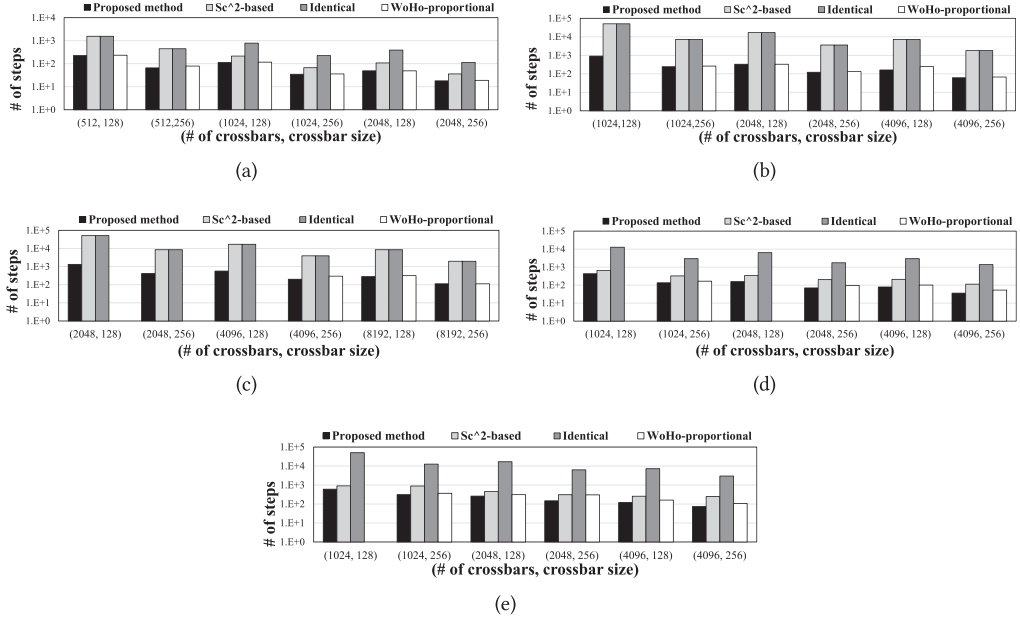 Proposed method Sc^2-based Identical WoHo-proportional
1.E+4
1.E+3
1.E+2
1.E+1
1.E+0
# of steps
(512, 128) (512,256) (1024, 128) (1024, 256) (2048, 128) (2048, 256)
(# of crossbars, crossbar size)
(a)
Proposed method Sc^2-based Identical WoHo-proportional
1.E+5
1.E+4
1.E+3
1.E+2
1.E+1
1.E+0
# of steps
(1024,128) (1024,256) (2048, 128) (2048, 256) (4096, 128) (4096, 256)
(# of crossbars, crossbar size)
(b)
Proposed method Sc^2-based Identical WoHo-proportional
1.E+5
1.E+4
1.E+3
1.E+2
1.E+1
1.E+0
# of steps
(2048, 128) (2048, 256) (4096, 128) (4096, 256) (8192, 128) (8192, 256)
(# of crossbars, crossbar size)
(c)
Proposed method Sc^2-based Identical WoHo-proportional
1.E+5
1.E+4
1.E+3
1.E+2
1.E+1
1.E+0
# of steps
(1024, 128) (1024, 256) (2048, 128) (2048, 256) (4096, 128) (4096, 256)
(# of crossbars, crossbar size)
(d)
Proposed method Sc^2-based Identical WoHo-proportional
1.E+5
1.E+4
1.E+3
1.E+2
1.E+1
1.E+0
# of steps
(1024, 128) (1024, 256) (2048, 128) (2048, 256) (4096, 128) (4096, 256)
(# of crossbars, crossbar size)
(e)